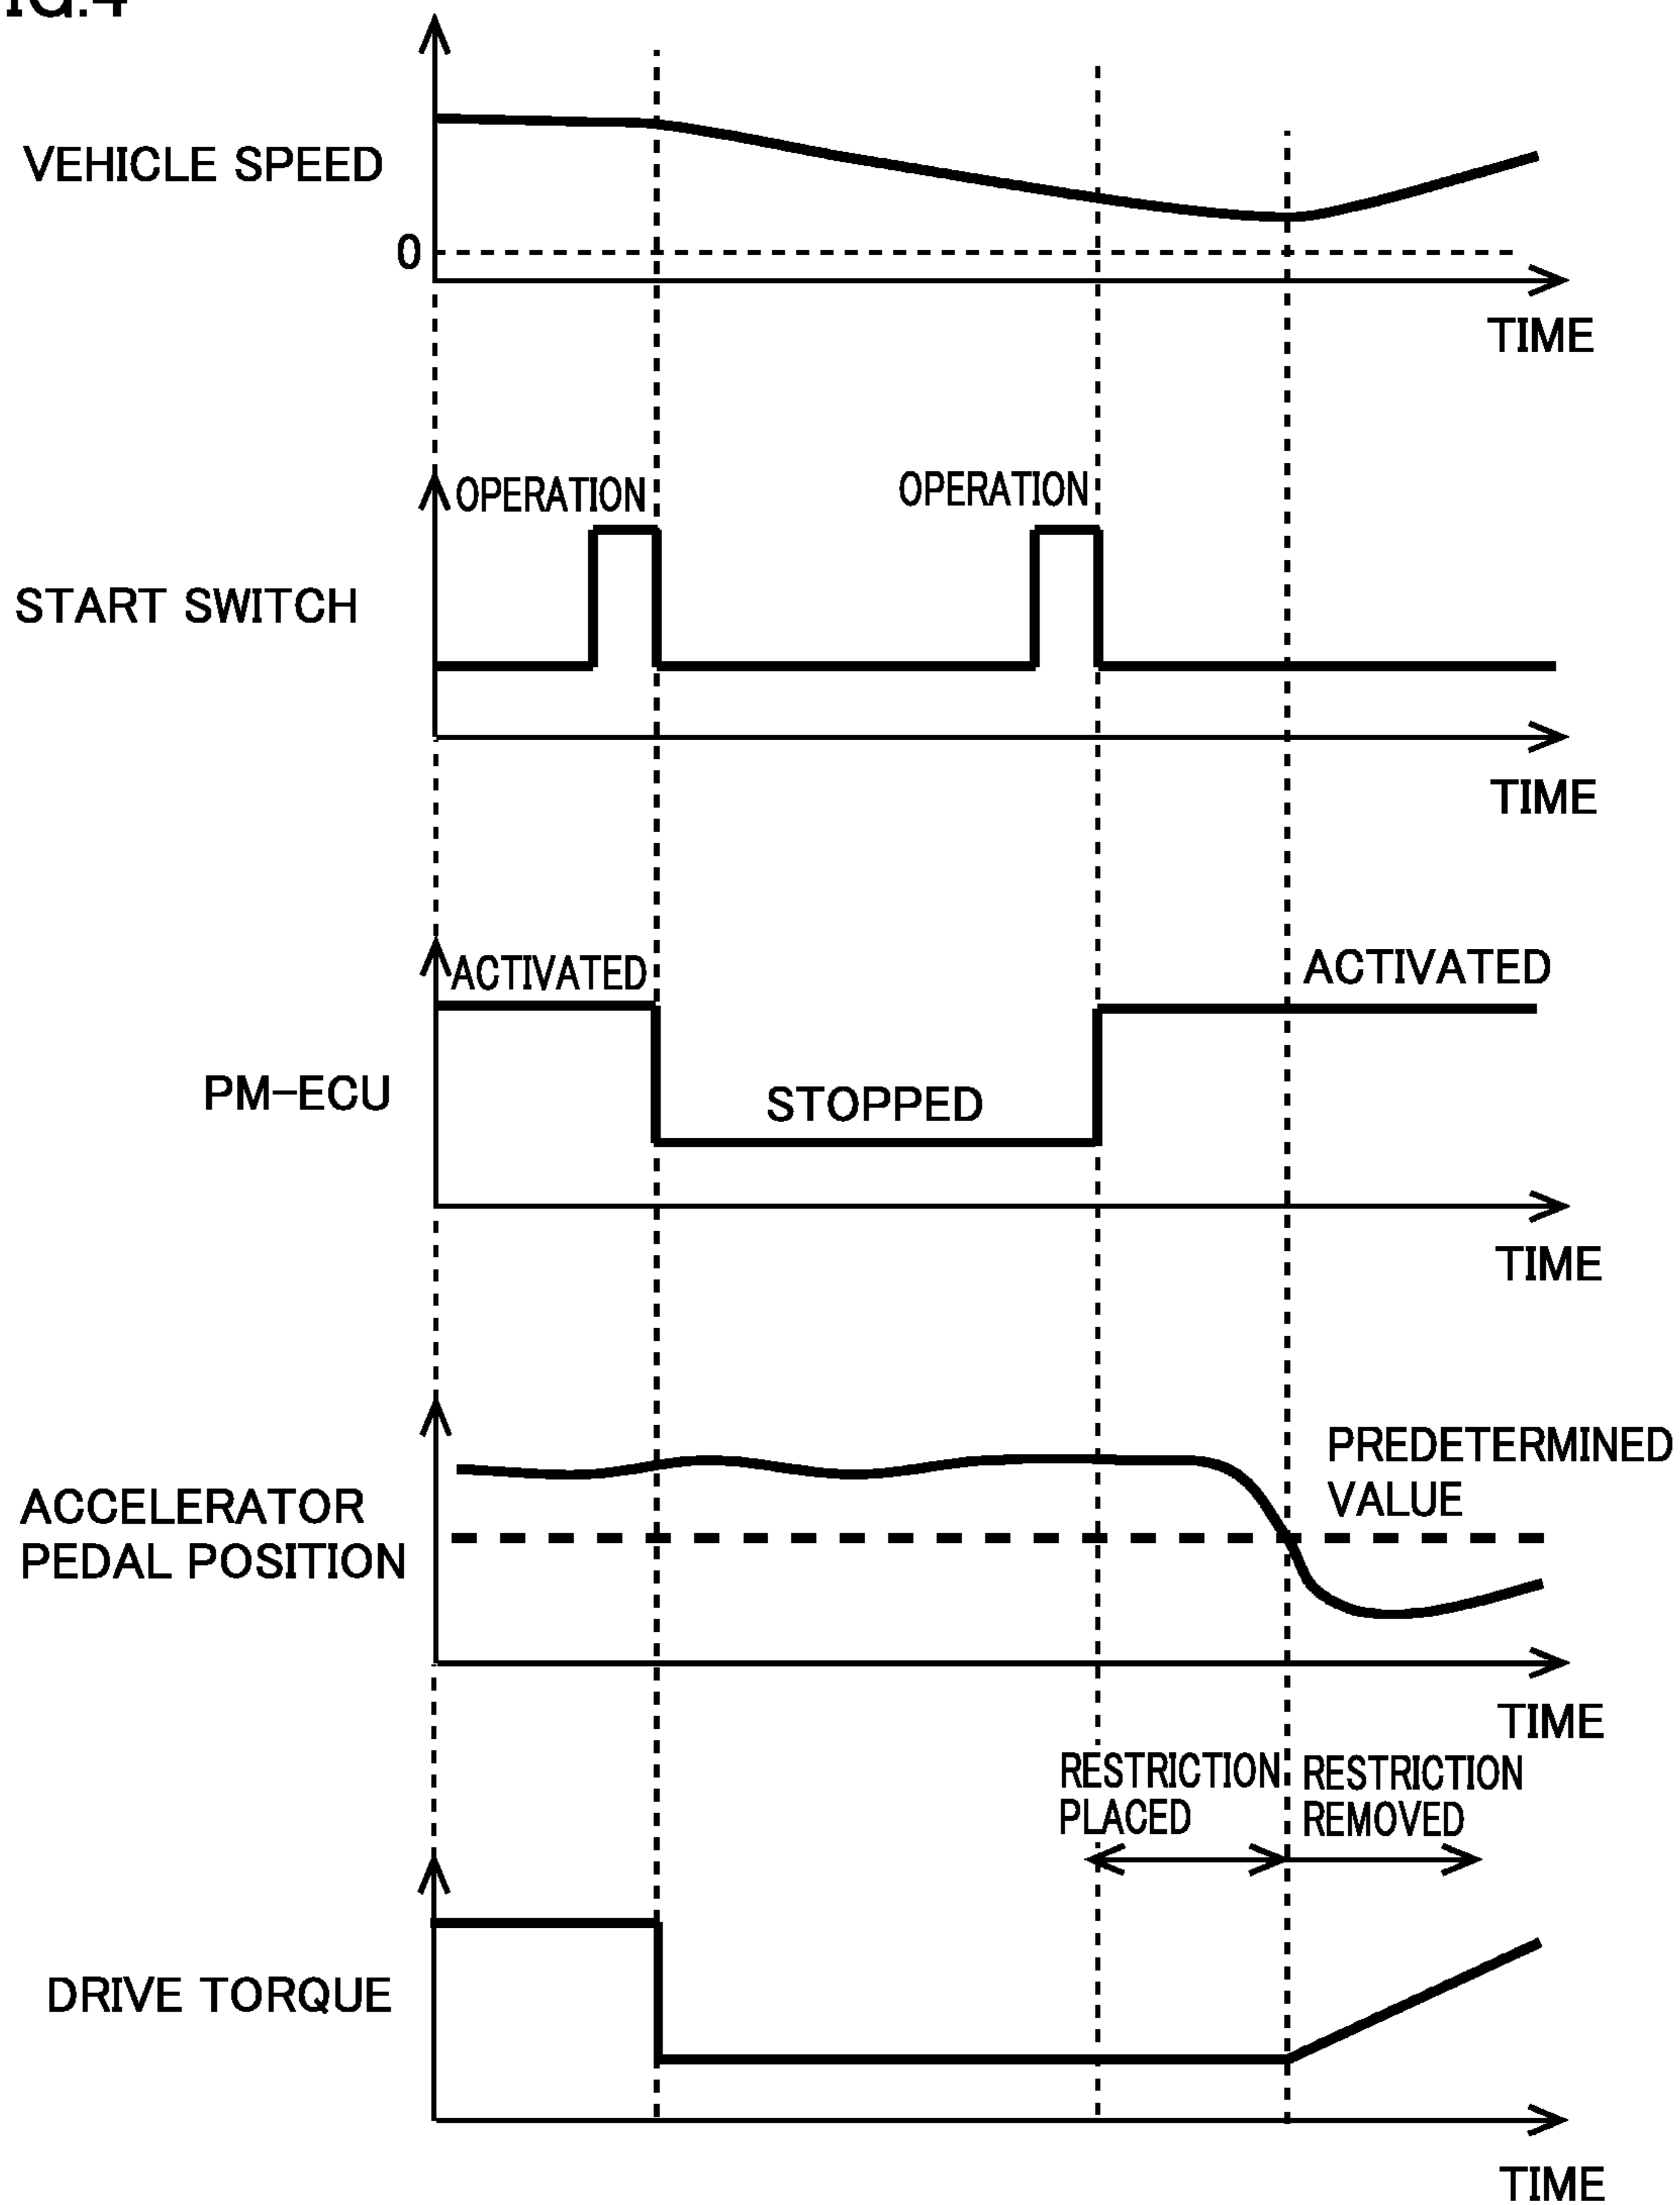 VEHICLE SPEED
0
TIME
OPERATION
OPERATION
START SWITCH
TIME
ACTIVATED
ACTIVATED
PM-ECU
STOPPED
TIME
PREDETERMINED
VALUE
ACCELERATOR
PEDAL POSITION
TIME
RESTRICTION
PLACED
RESTRICTION
REMOVED
DRIVE TORQUE
TIME